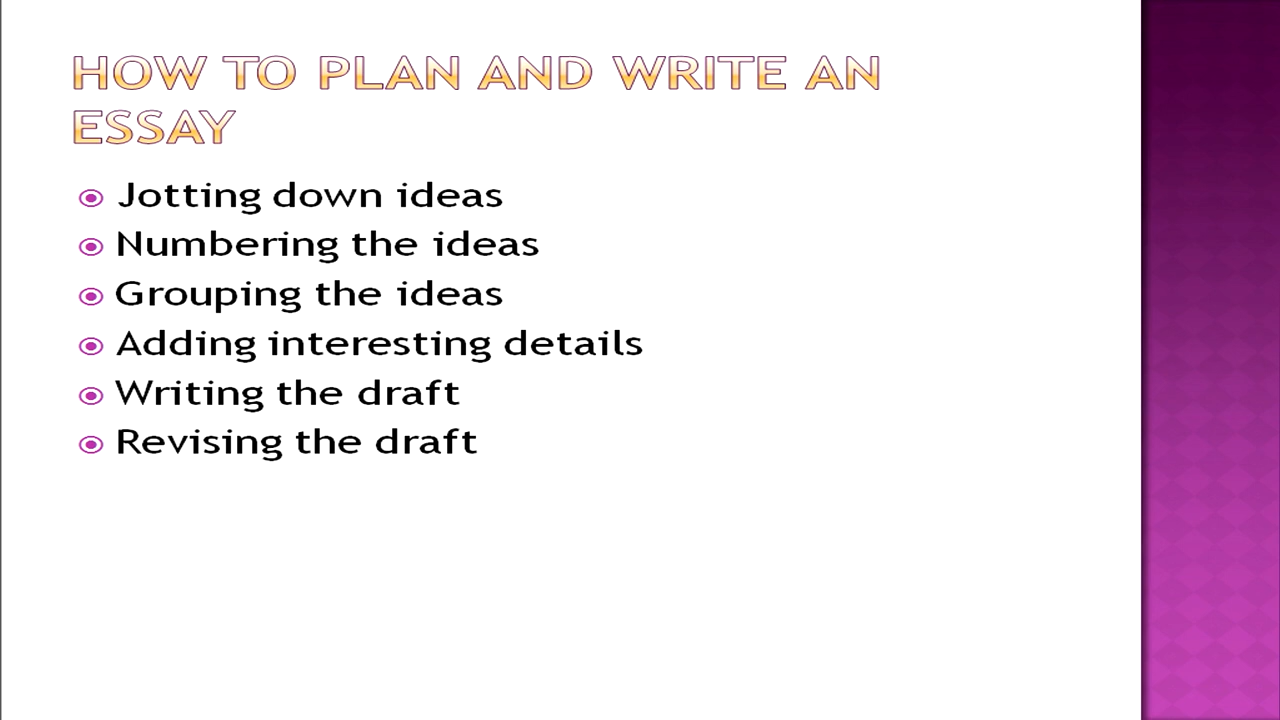 HOW TO PLAN AND WRITE AN
ESSAY
Jotting down ideas
Numbering the ideas
Grouping the ideas
Adding interesting details
Writing the draft
Revising the draft